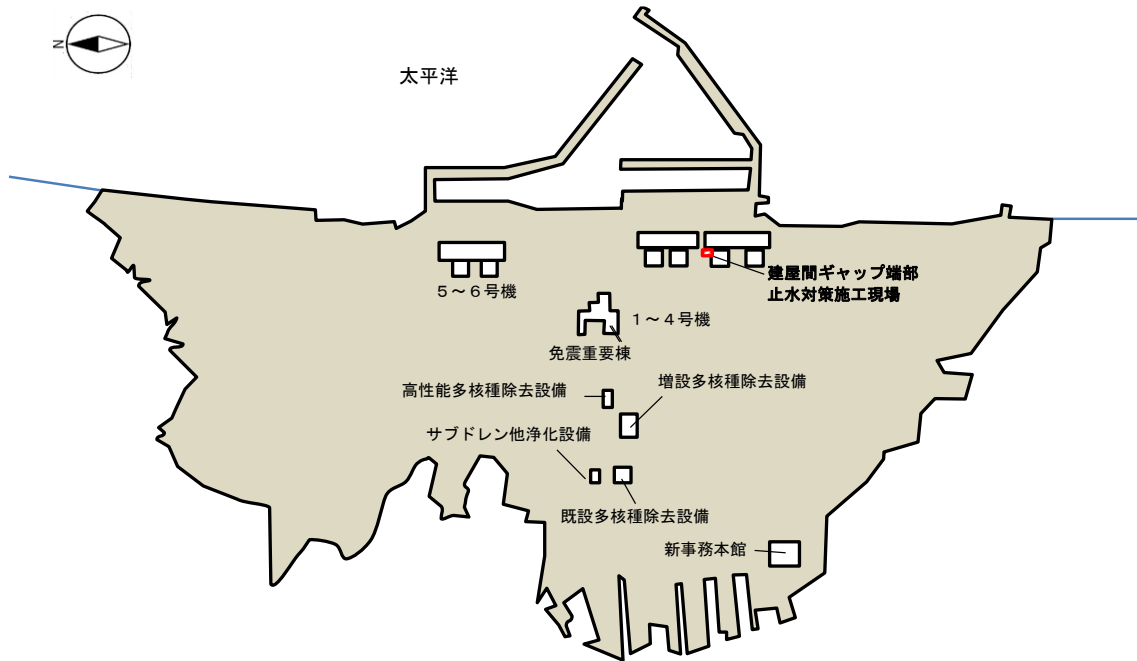 N
太平洋
建屋間ギャップ端部
止水対策施工現場
５～６号機
１～４号機
免震重要棟
増設多核種除去設備
高性能多核種除去設備
サブドレン他浄化設備
既設多核種除去設備
新事務本館